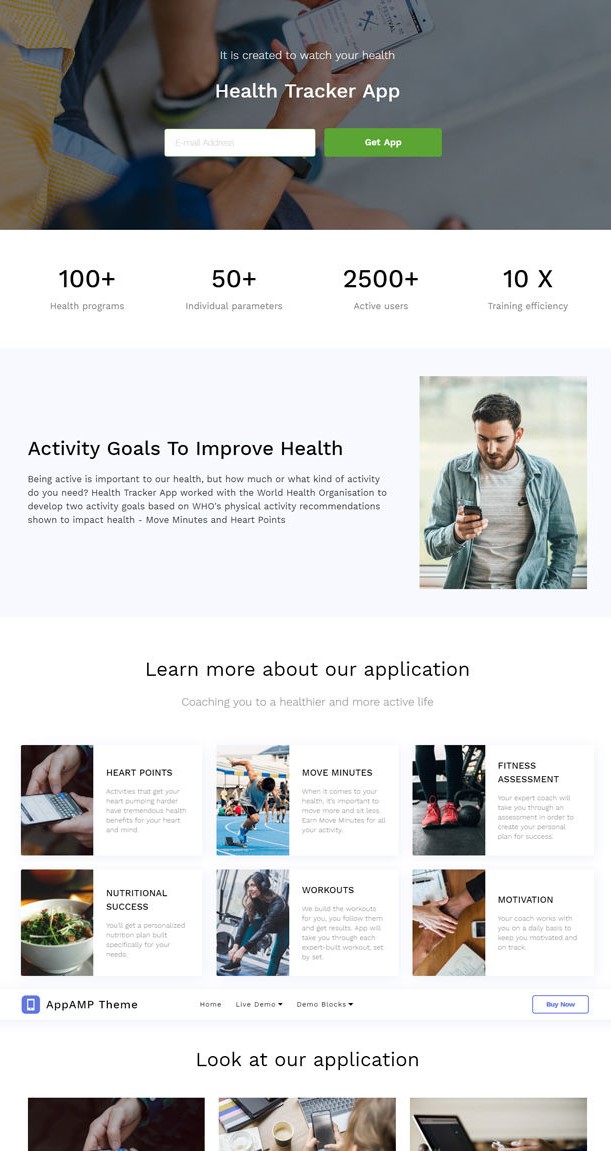 It is created to watch your health
Health Tracker App
E-mail Address
Get App
100+
50+
2500+
10 X
Health programs
Individual parameters
Active users
Training efficiency
Activity Goals To Improve Health
Being active is important to our health, but how much or what kind of activity
do you need? Health Tracker App worked with the World Health Organisation to
develop two activity goals based on WHO's physical activity recommendations
shown to impact health - Move Minutes and Heart Points
Learn more about our application
Coaching you to a healthier and more active life
HEART POINTS
Activities that get your
heart pumping harder
have tremendous health
benefits for your heart
and mind.
MOVE MINUTES
When it comes to your
health, it's important to
move more and sit less.
Earn Move Minutes for all
your activity.
FITNESS
ASSESSMENT
Your expert coach will
take you through an
assessment in order to
create your personal
plan for success.
NUTRITIONAL
SUCCESS
You'll get a personalized
nutrition plan built
specifically for your
needs.
WORKOUTS
We build the workouts
for you, you follow them
and get results. App will
take you through each
expert-built workout, set
by set.
MOTIVATION
Your coach works with
you on a daily basis to
keep you motivated and
on track.
AppAMP Theme
Home
Live Demo
Demo Blocks
Buy Now
Look at our application